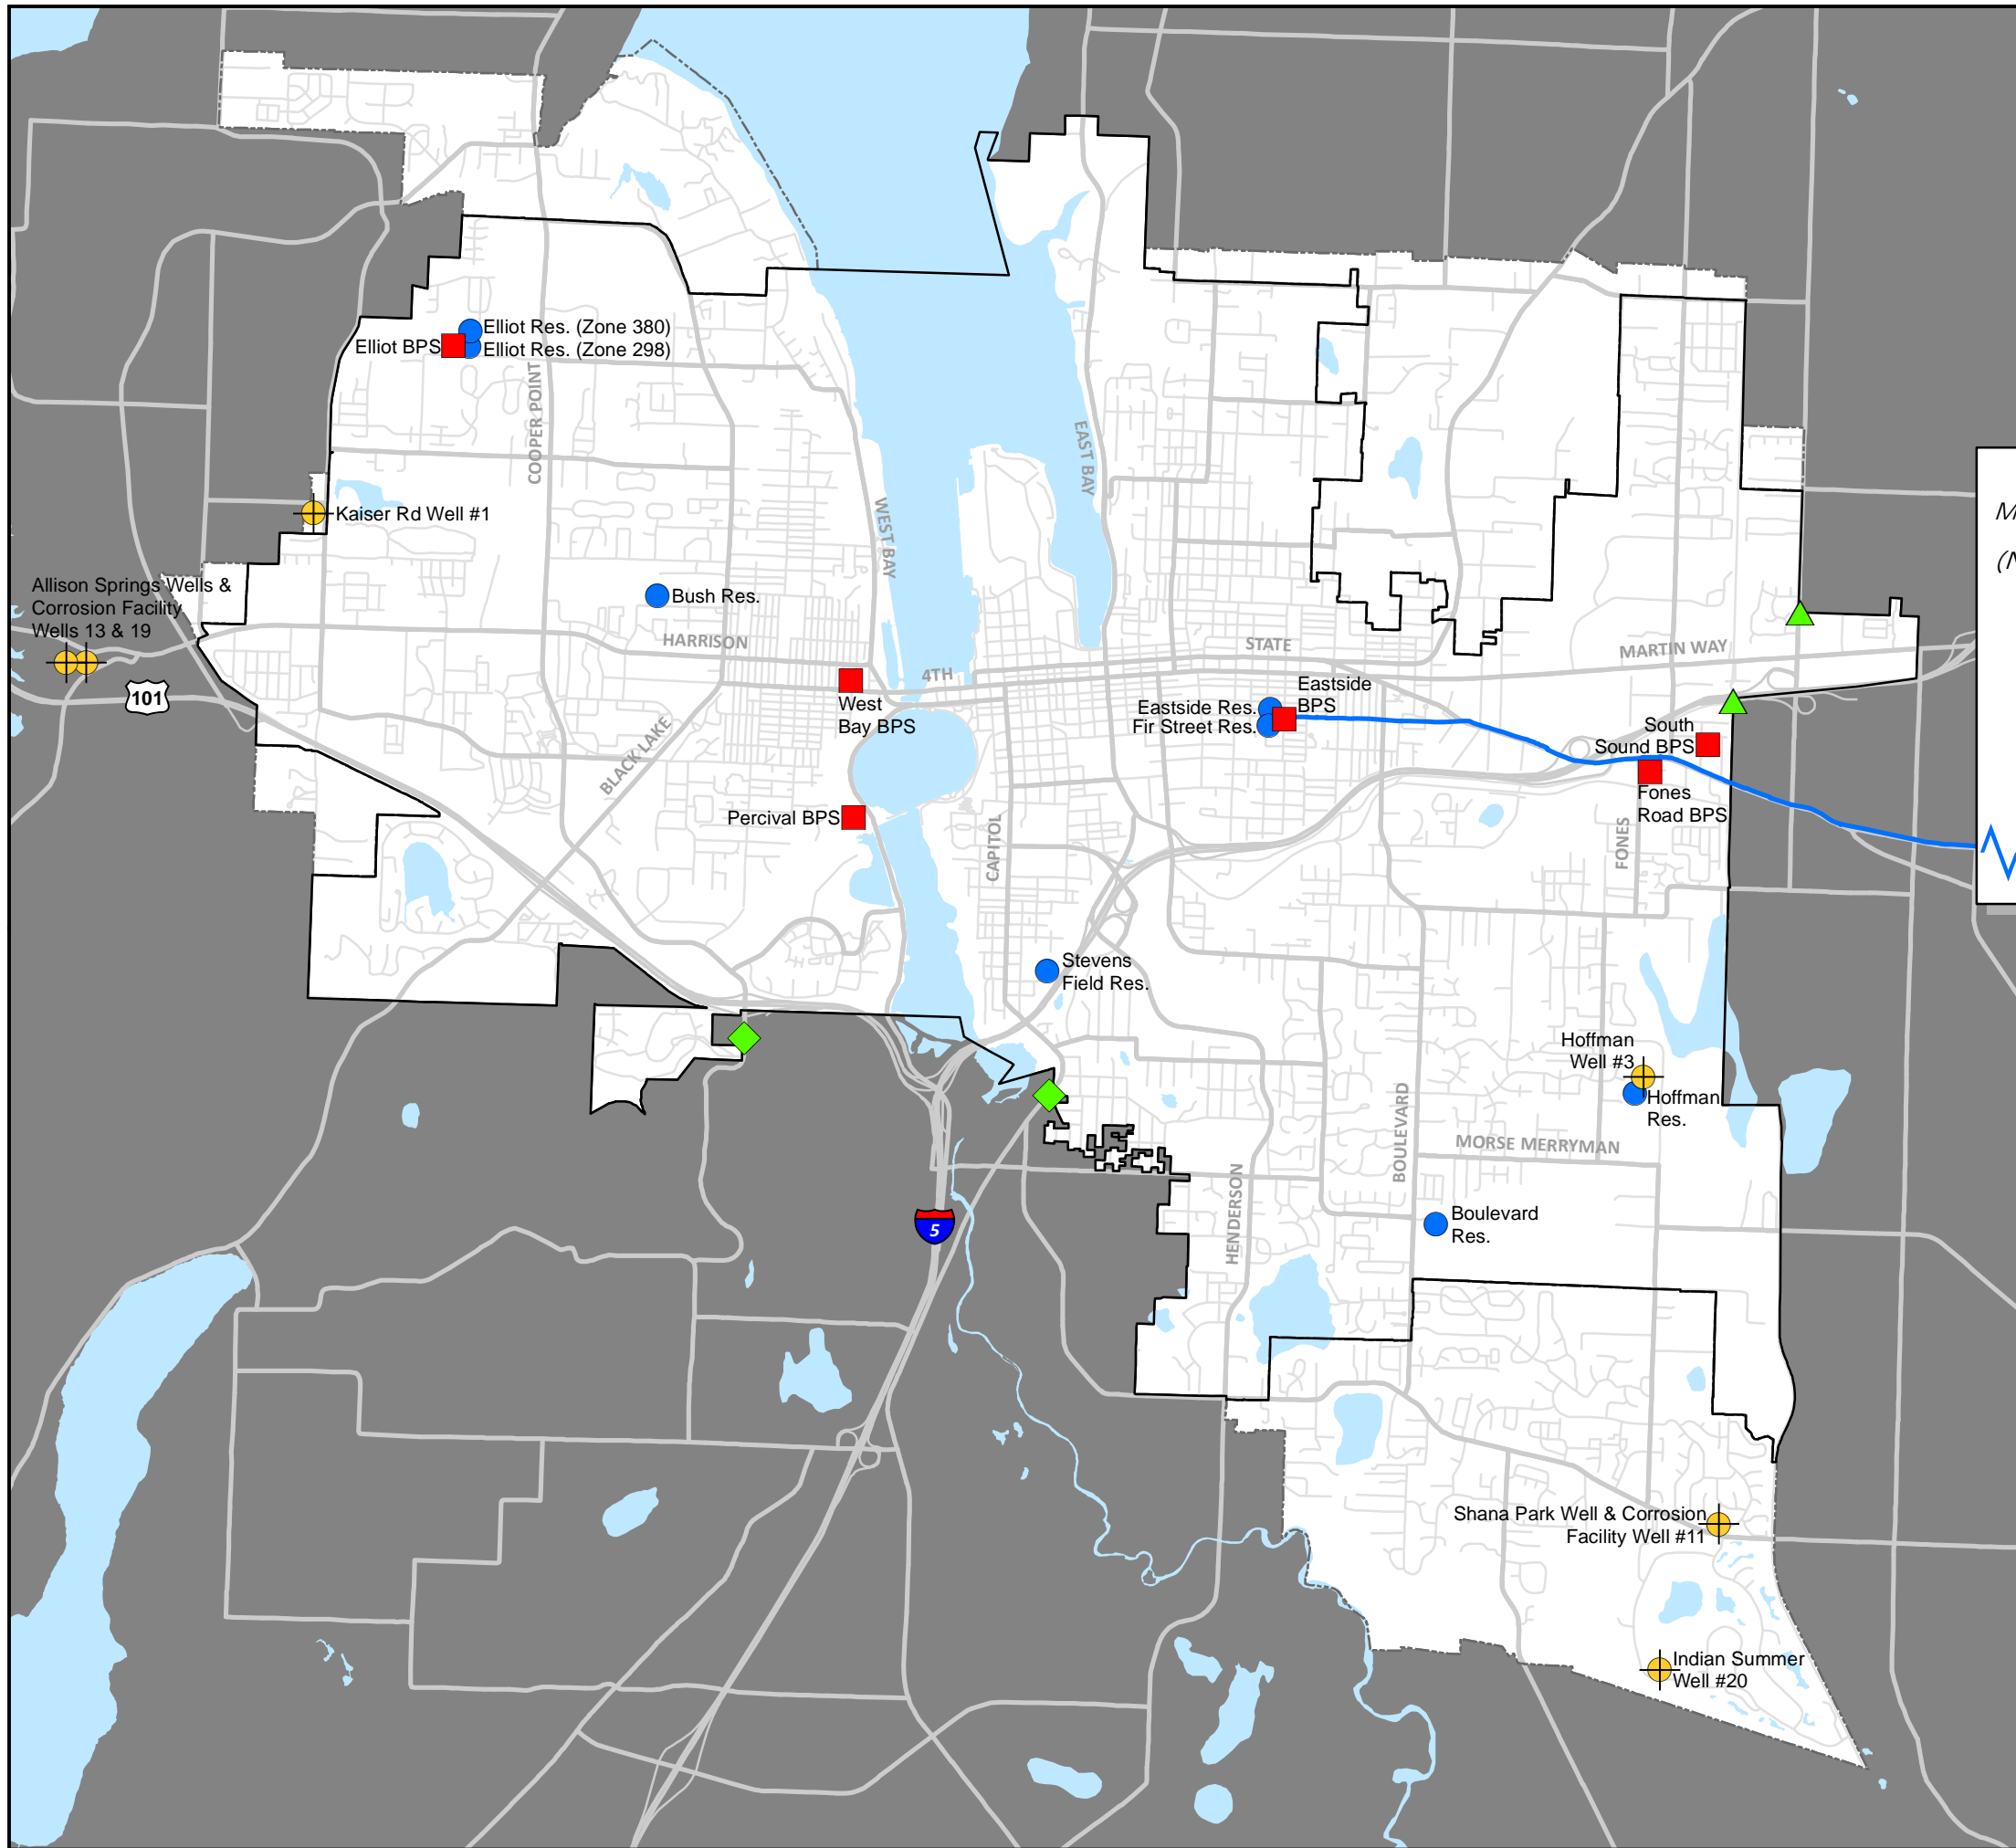 Elliot Res. (Zone 380)
Elliot BPS
Elliot Res. (Zone 298)
COOPER POINT
EAST BAY
WEST BAY
Kaiser Rd Well #1
Allison Springs Wells &
Corrosion Facility
Wells 13 & 19
101
Bush Res.
HARRISON
4TH
STATE
MARTIN WAY
West
Bay BPS
BLACK LAKE
Percival BPS
Eastside
BPS
Eastside Res.
Fir Street Res.
South
Sound BPS
Fones
Road BPS
FONES
CAPITOL
Stevens
Field Res.
Hoffman
Well #3
Hoffman
Res.
BOULEVARD
MORSE MERRYMAN
HENDERSON
Boulevard
Res.
5
Shana Park Well & Corrosion
Facility Well #11
Indian Summer
Well #20